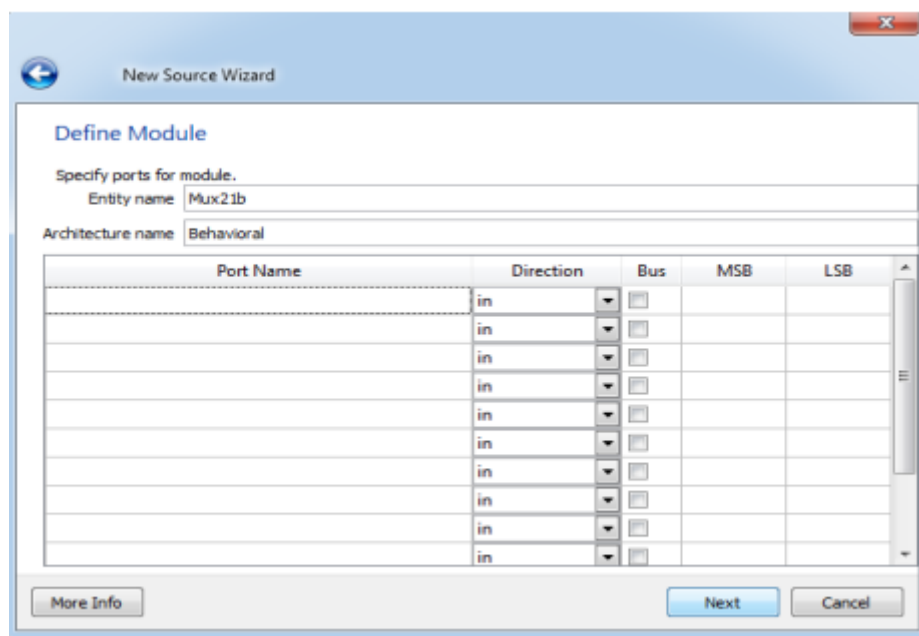 New Source Wizard
Define Module
Specify ports for module.
Entity name Mux21b
Architecture name Behavioral
Port Name Direction Bus MSB LSB
in
in
in
in
in
in
in
in
in
in
More Info Next Cancel